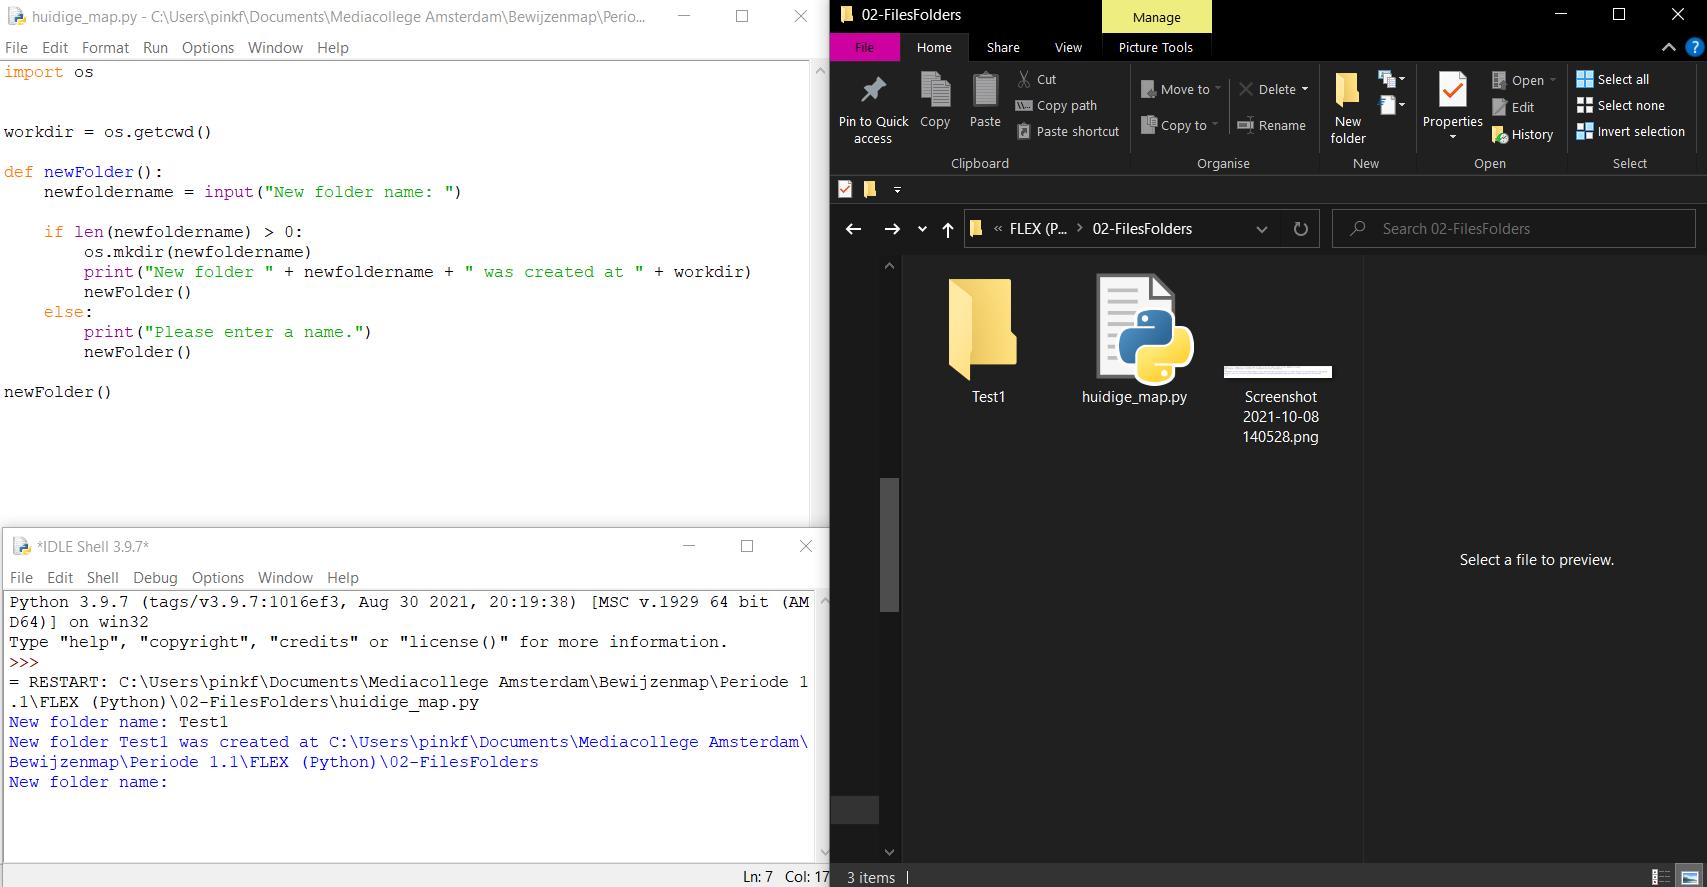 huidige_map.py - C:\Users\pinkf\Documents\Mediacollege Amsterdam\Bewijzenmap\Perio...
File Edit Format Run Options Window Help
import os
workdir = os.getcwd()
def newFolder():
newfoldername = input("New folder name: ")
if len(newfoldername) > 0:
os.mkdir(newfoldername)
print("New folder " + newfoldername + " was created at " + workdir)
newFolder()
else:
print("Please enter a name.")
newFolder()
newFolder()
*IDLE Shell 3.9.7*
File Edit Shell Debug Options Window Help
Python 3.9.7 (tags/v3.9.7:1016ef3, Aug 30 2021, 20:19:38) [MSC v.1929 64 bit (AM
D64)] on win32
Type "help", "copyright", "credits" or "license()" for more information.
>>>
= RESTART: C:\Users\pinkf\Documents\Mediacollege Amsterdam\Bewijzenmap\Periode 1
.1\FLEX (Python)\02-FilesFolders\huidige_map.py
New folder name: Test1
New folder Test1 was created at C:\Users\pinkf\Documents\Mediacollege Amsterdam\
Bewijzenmap\Periode 1.1\FLEX (Python)\02-FilesFolders
New folder name:
Ln: 7 Col: 17
02-FilesFolders
Manage
File Home Share View Picture Tools
Pin to Quick
access
Copy
Paste
Cut
Copy path
Paste shortcut
Clipboard
Move to
Copy to
Delete
Rename
Organise
New
folder
New
Properties
Open
Edit
History
Open
Select all
Select none
Invert selection
Select
« FLEX (P... > 02-FilesFolders
Search 02-FilesFolders
Test1
huidige_map.py
Screenshot
2021-10-08
140528.png
Select a file to preview.
3 items